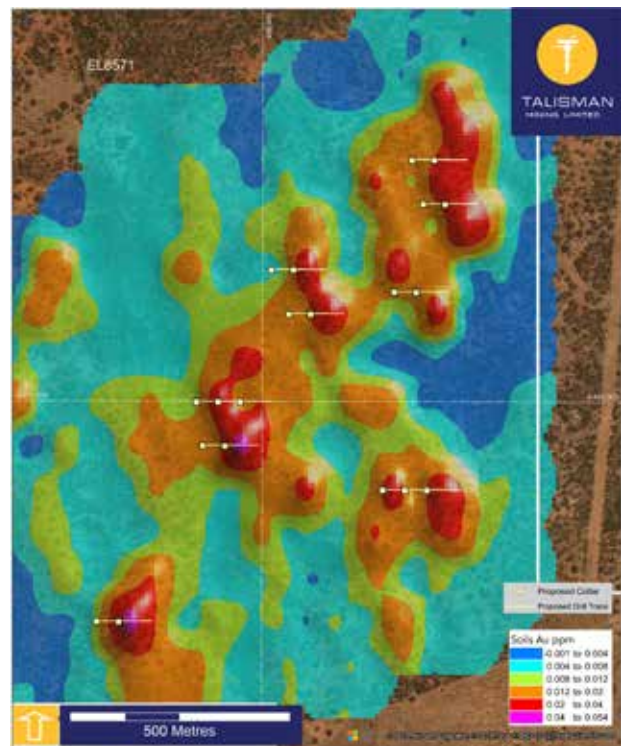 EL8571
TALISMAN
MINING LIMITED
Proposed Collar
Proposed Drill Trace
Soils Au ppm
-0.001 to 0.004
0.004 to 0.008
0.008 to 0.012
0.012 to 0.02
0.02 to 0.04
0.04 to 0.054
500 Metres